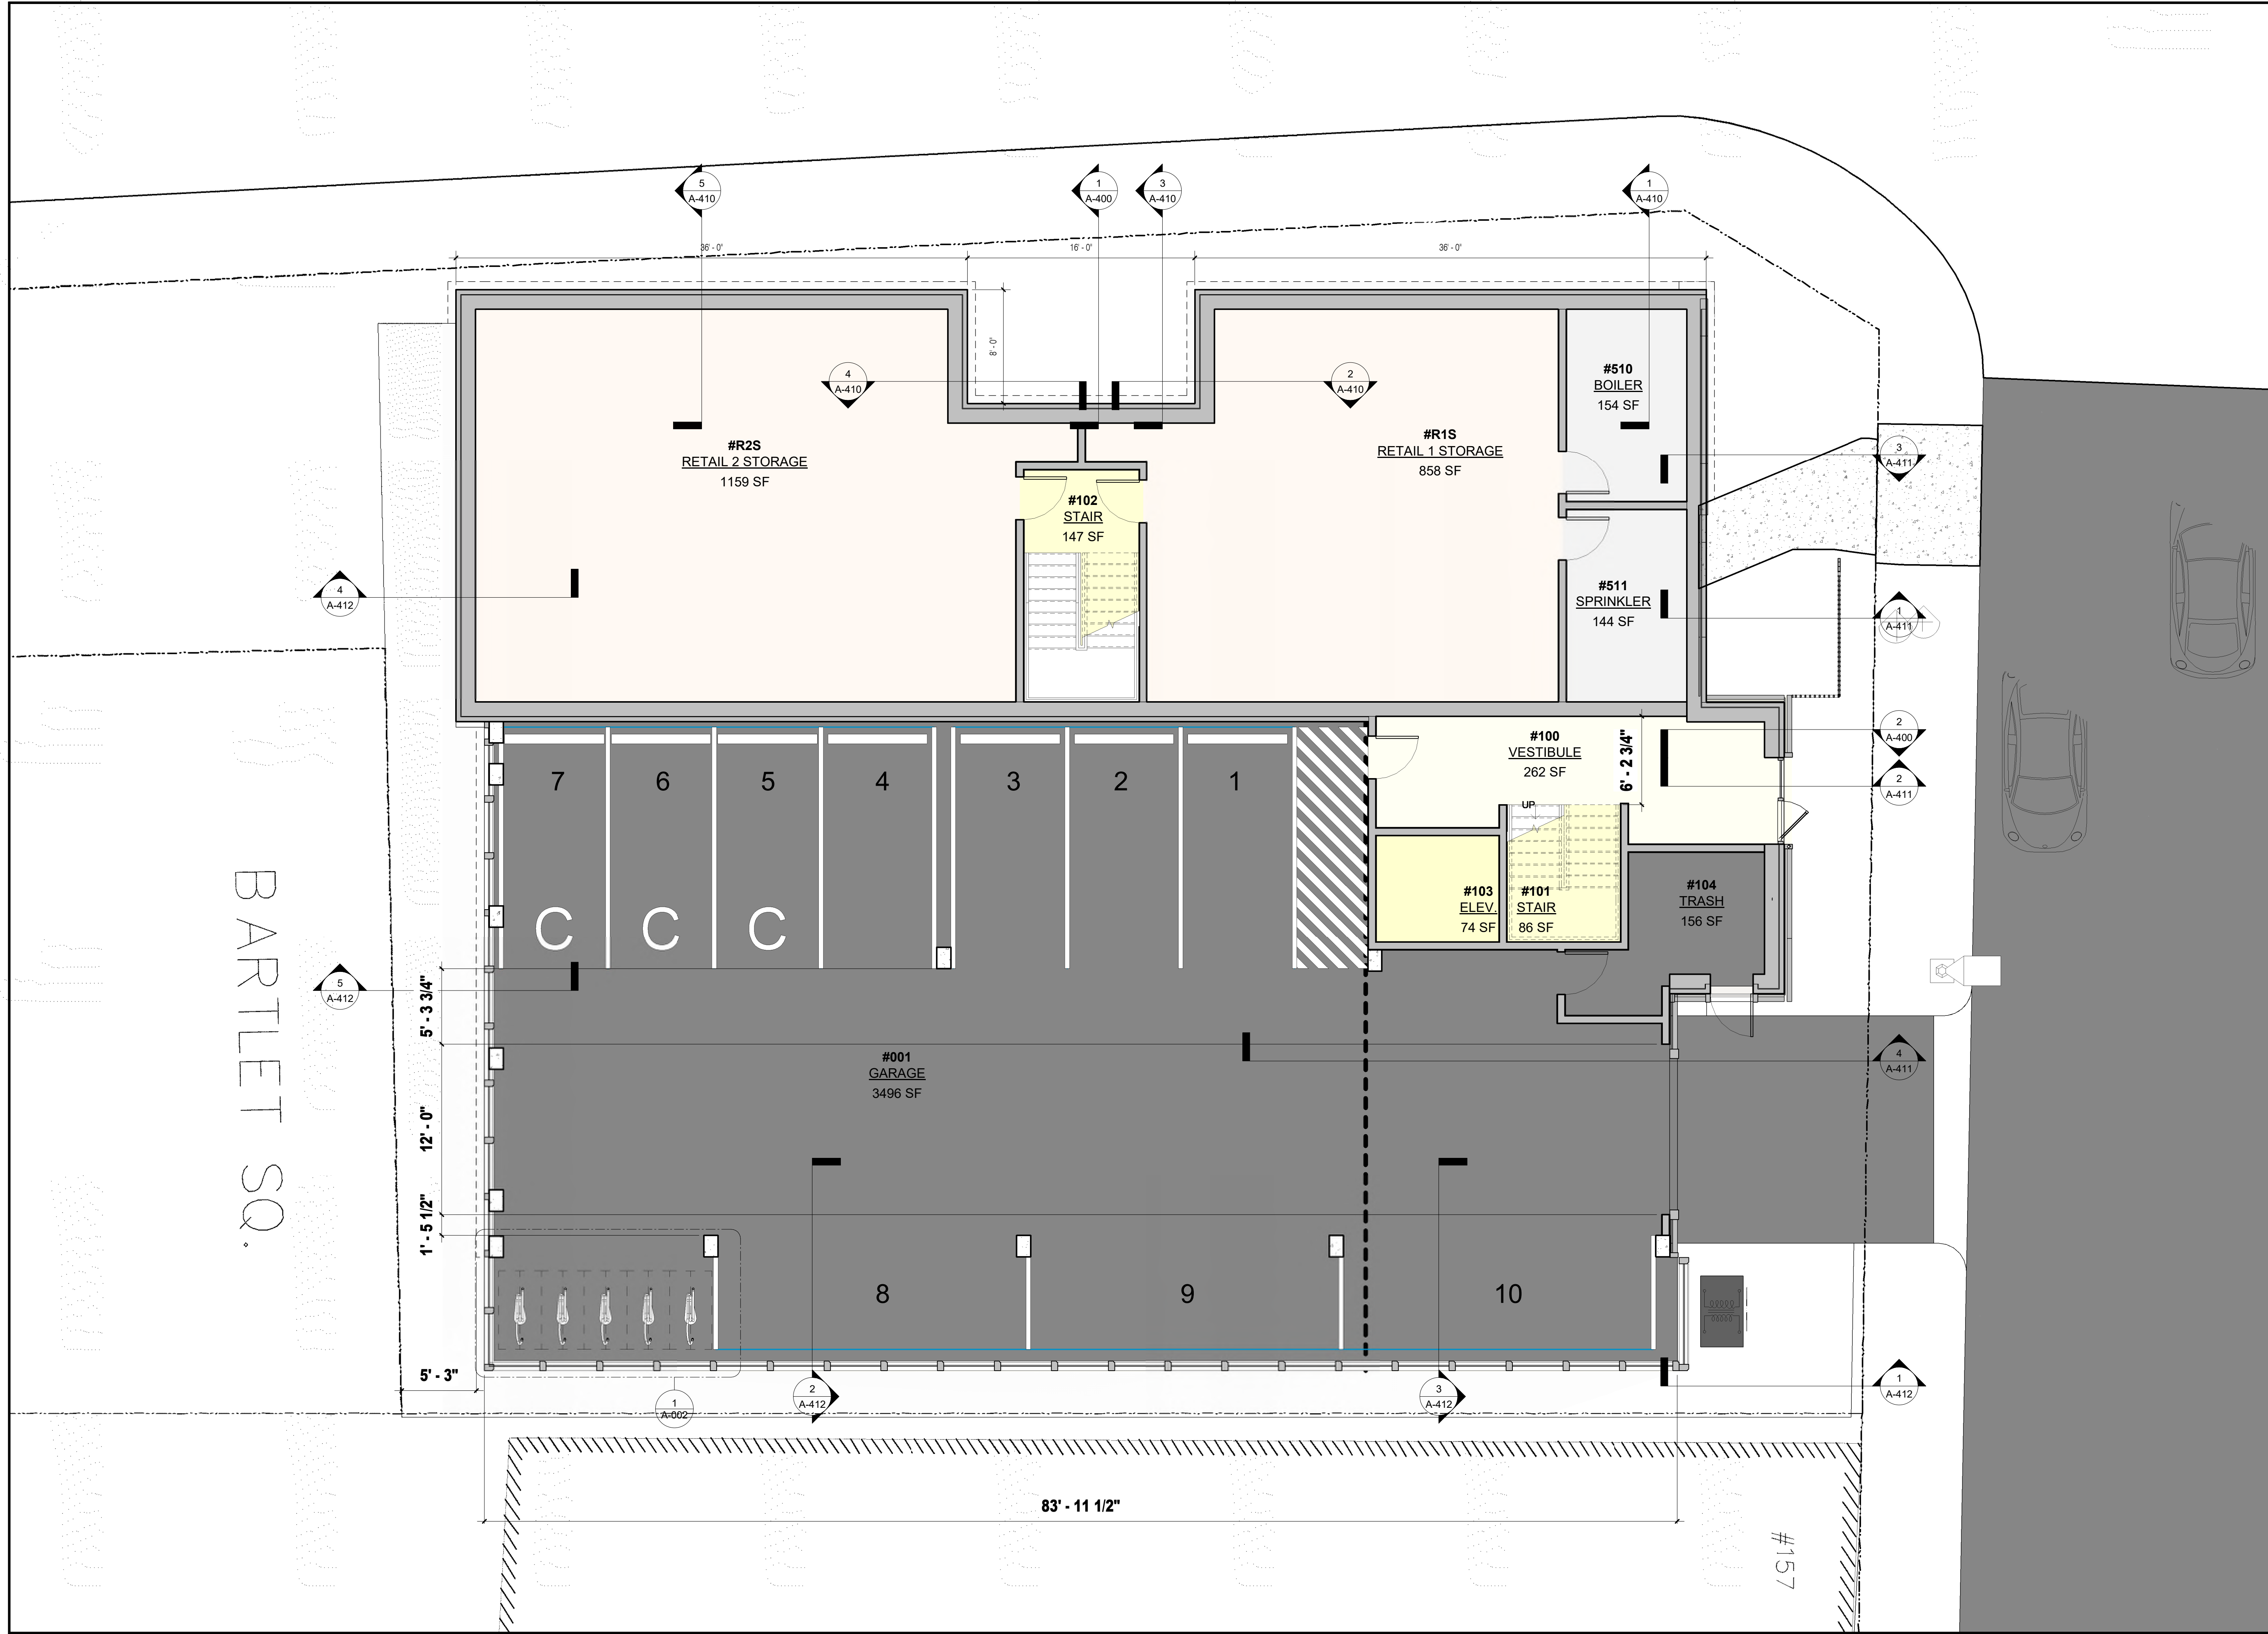 5
A-410
1
A-400
3
A-410
1
A-410
36' - 0"
16' - 0"
36' - 0"
8' - 0"
4
A-410
2
A-410
#510
BOILER
154 SF
#R2S
RETAIL 2 STORAGE
1159 SF
#R1S
RETAIL 1 STORAGE
858 SF
3
A-411
#102
STAIR
147 SF
4
A-412
#511
SPRINKLER
144 SF
1
A-411
#100
VESTIBULE
262 SF
6' - 2 3/4"
2
A-400
2
A-411
7
6
5
4
3
2
1
UP
C
C
C
#103
ELEV.
74 SF
#101
STAIR
86 SF
#104
TRASH
156 SF
BARTLET SQ.
5
A-412
5' - 3 3/4"
12' - 0"
1' - 5 1/2"
#001
GARAGE
3496 SF
4
A-411
8
9
10
5' - 3"
1
A-002
2
A-412
3
A-412
1
A-412
83' - 11 1/2"
#157